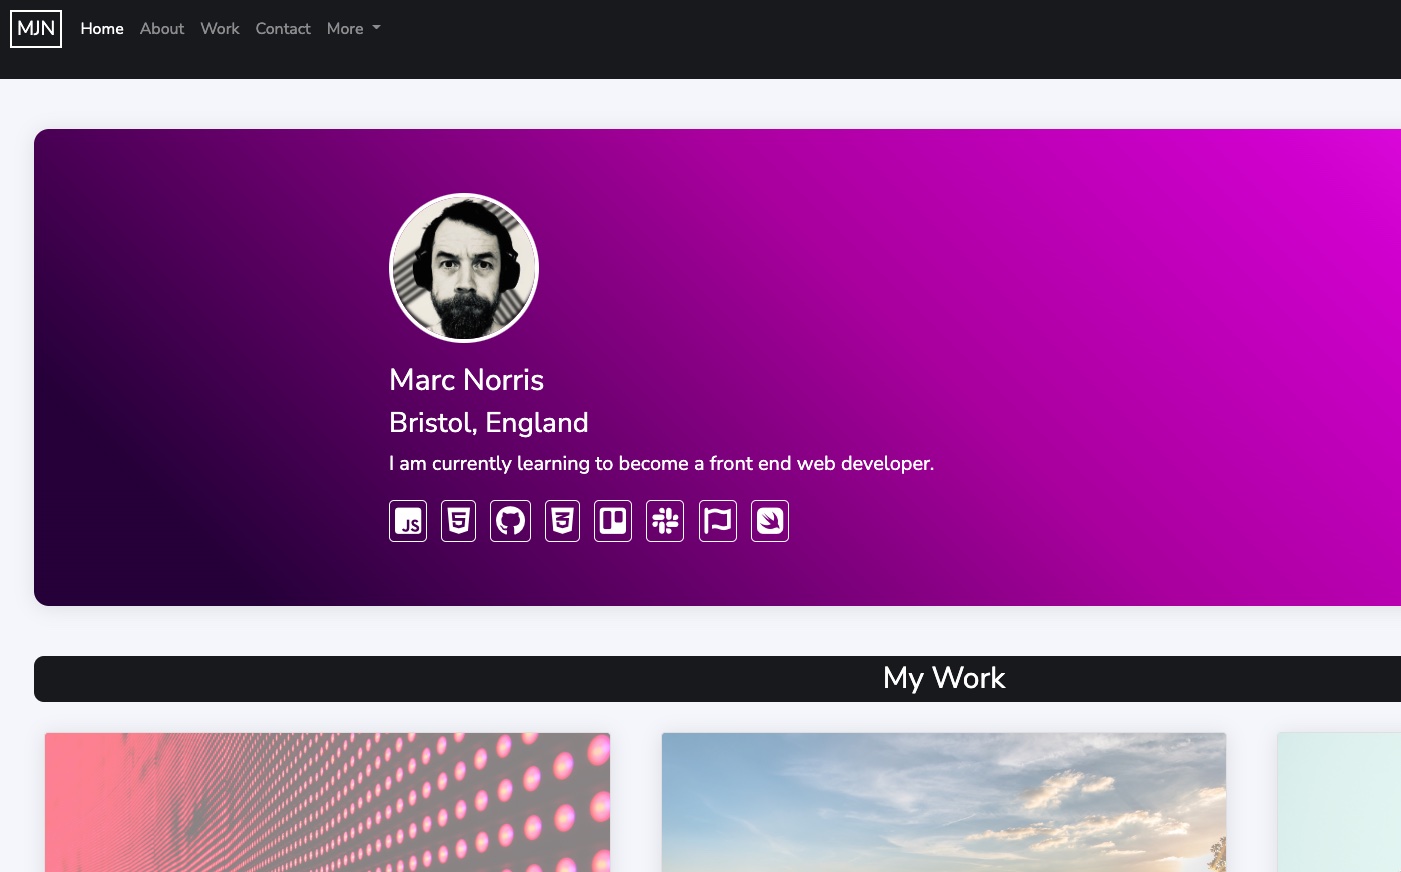 MJN Home About Work Contact More
Marc Norris
Bristol, England
I am currently learning to become a front end web developer.
JS
My Work